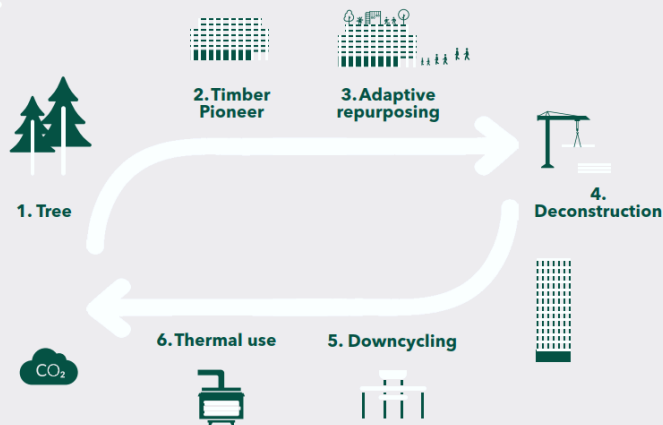 2. Timber
Pioneer
3. Adaptive
repurposing
1. Tree
4.
Deconstruction
6. Thermal use
5. Downcycling
CO₂